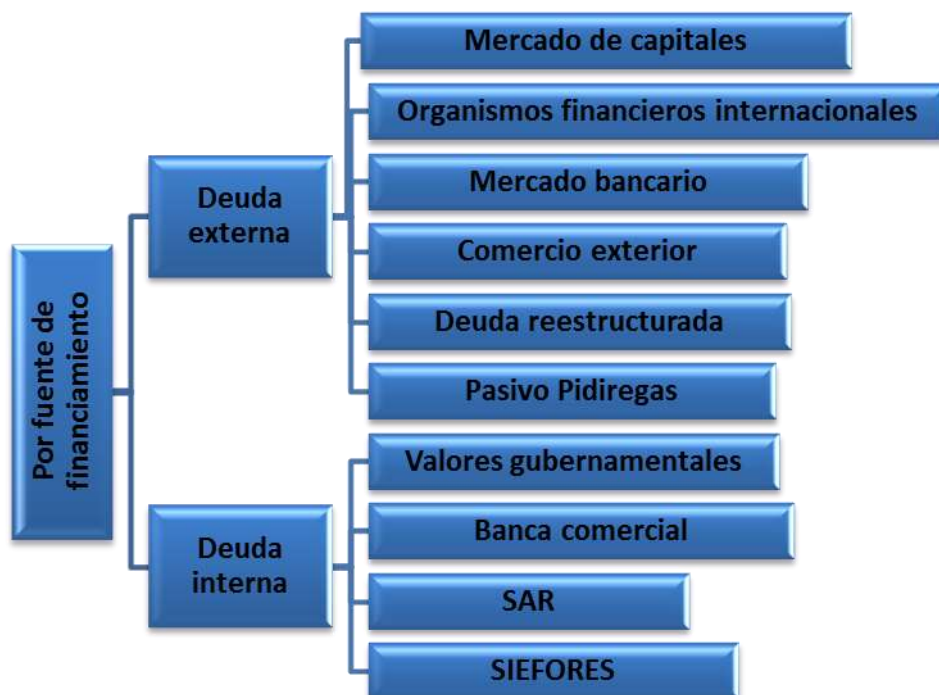 Por fuente de
financiamiento
Deuda
externa
Mercado de capitales
Organismos financieros internacionales
Mercado bancario
Comercio exterior
Deuda reestructurada
Pasivo Pidiregas
Deuda
interna
Valores gubernamentales
Banca comercial
SAR
SIEFORES